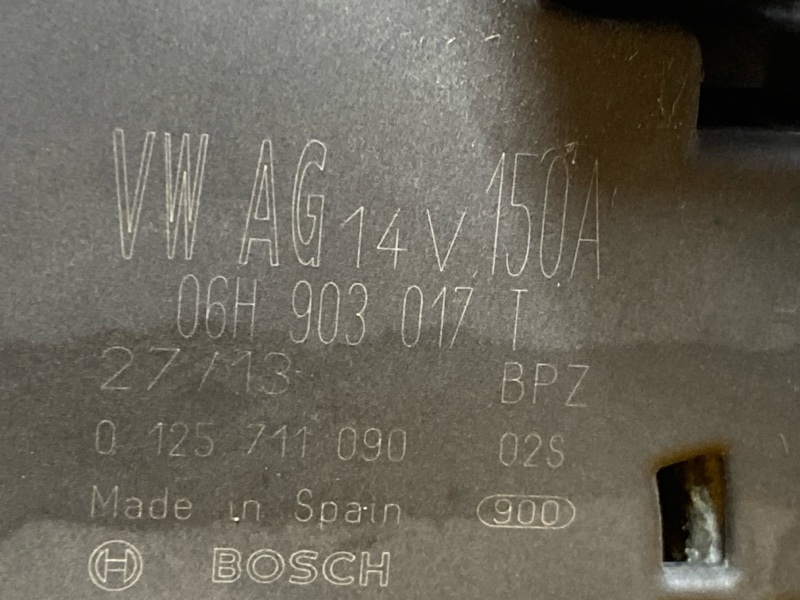 VW AG 14V 150A
06H 903 017 T
27/13 BPZ
0 125 711 090 02S
Made in Spain 900
BOSCH